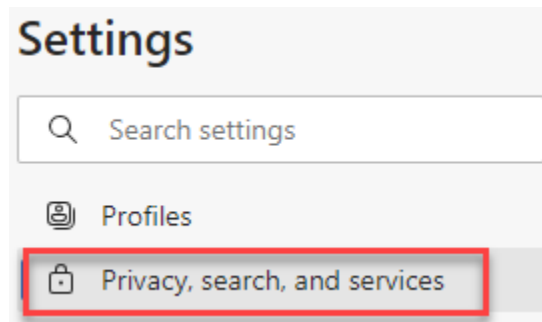 Settings
Search settings
Profiles
Privacy, search, and services